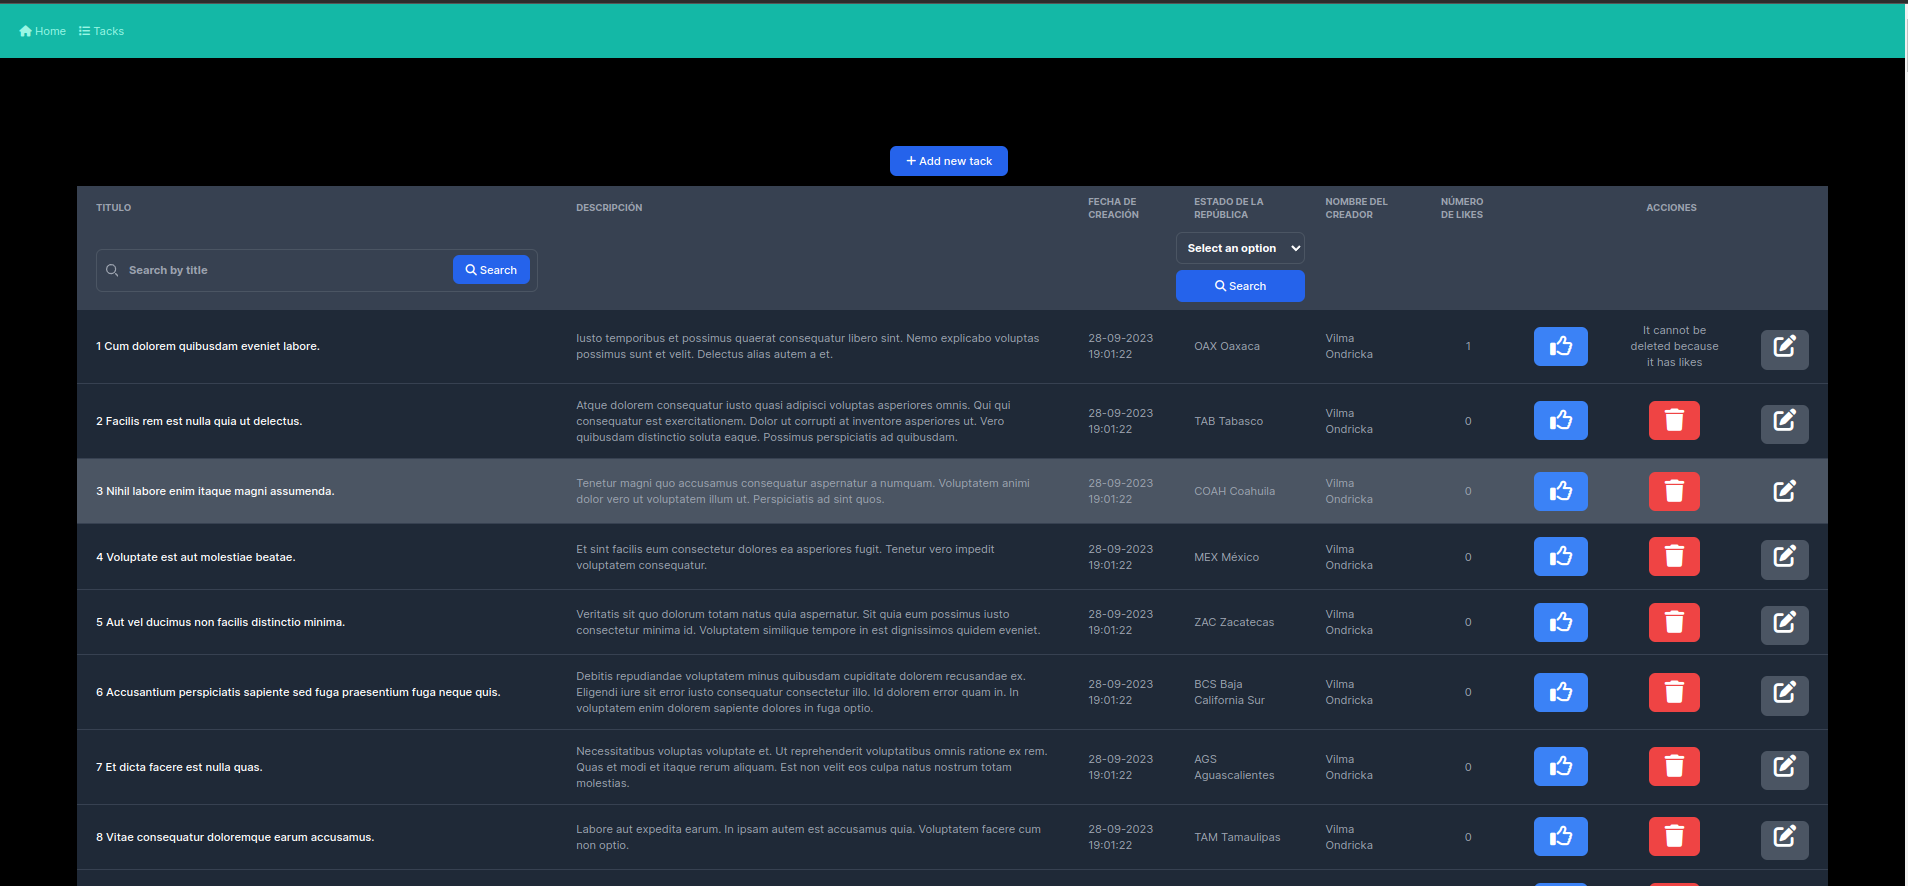 Home Tacks
+ Add new tack
TITULO DESCRIPCIÓN FECHA DE CREACIÓN ESTADO DE LA REPÚBLICA NOMBRE DEL CREADOR NÚMERO DE LIKES ACCIONES
Search by title Search
Select an option
Search
1 Cum dolorem quibusdam eveniet labore.
Iusto temporibus et possimus quaerat consequatur libero sint. Nemo explicabo voluptas
possimus sunt et velit. Delectus alias autem a et.
28-09-2023
19:01:22
OAX Oaxaca
Vilma
Ondricka
1
It cannot be
deleted because
it has likes
2 Facilis rem est nulla quia ut delectus.
Atque dolorem consequatur iusto quasi adipisci voluptas asperiores omnis. Qui qui
consequatur est exercitationem. Dolor ut corrupti at inventore asperiores ut. Vero
quibusdam distinctio soluta eaque. Possimus perspiciatis ad quibusdam.
28-09-2023
19:01:22
TAB Tabasco
Vilma
Ondricka
0
3 Nihil labore enim itaque magni assumenda.
Tenetur magni quo accusamus consequatur aspernatur a numquam. Voluptatem animi
dolor vero ut voluptatem illum ut. Perspiciatis ad sint quos.
28-09-2023
19:01:22
COAH Coahuila
Vilma
Ondricka
0
4 Voluptate est aut molestiae beatae.
Et sint facilis eum consectetur dolores ea asperiores fugit. Tenetur vero impedit
voluptatem consequatur.
28-09-2023
19:01:22
MEX México
Vilma
Ondricka
0
5 Aut vel ducimus non facilis distinctio minima.
Veritatis sit quo dolorum totam natus quia aspernatur. Sit quia eum possimus iusto
consectetur minima id. Voluptatem similique tempore in est dignissimos quidem eveniet.
28-09-2023
19:01:22
ZAC Zacatecas
Vilma
Ondricka
0
6 Accusantium perspiciatis sapiente sed fuga praesentium fuga neque quis.
Debitis repudiandae voluptatem minus quibusdam cupiditate dolorem recusandae ex.
Eligendi iure sit error iusto consequatur consectetur illo. Id dolorem error quam in. In
voluptatem enim dolorem sapiente dolores in fuga optio.
28-09-2023
19:01:22
BCS Baja
California Sur
Vilma
Ondricka
0
7 Et dicta facere est nulla quas.
Necessitatibus voluptas voluptate et. Ut reprehenderit voluptatibus omnis ratione ex rem.
Quas et modi et itaque rerum aliquam. Est non velit eos culpa natus nostrum totam
molestias.
28-09-2023
19:01:22
AGS
Aguascalientes
Vilma
Ondricka
0
8 Vitae consequatur doloremque earum accusamus.
Labore aut expedita earum. In ipsam autem est accusamus quia. Voluptatem facere cum
non optio.
28-09-2023
19:01:22
TAM Tamaulipas
Vilma
Ondricka
0